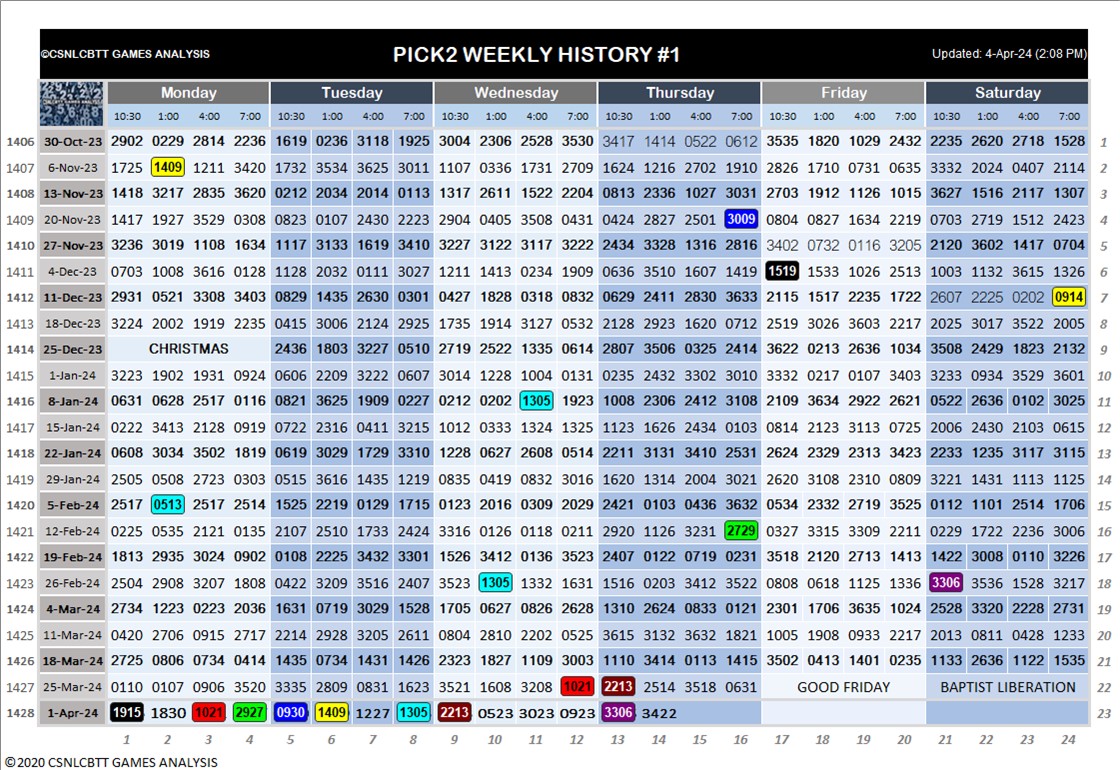 ©CSNLCBTT GAMES ANALYSIS PICK2 WEEKLY HISTORY #1 Updated: 4-Apr-24 (2:08 PM)
Monday Tuesday Wednesday Thursday Friday Saturday
10:30 1:00 4:00 7:00 10:30 1:00 4:00 7:00 10:30 1:00 4:00 7:00 10:30 1:00 4:00 7:00 10:30 1:00 4:00 7:00 10:30 1:00 4:00 7:00
1406 30-Oct-23 2902 0229 2814 2236 1619 0236 3118 1925 3004 2306 2528 3530 3417 1414 0522 0612 3535 1820 1029 2432 2235 2620 2718 1528 1
1407 6-Nov-23 1725 1409 1211 3420 1732 3534 3625 3011 1107 0336 1731 2709 1624 1216 2702 1910 2826 1710 0731 0635 3332 2024 0407 2114 2
1408 13-Nov-23 1418 3217 2835 3620 0212 2034 2014 0113 1317 2611 1522 2204 0813 2336 1027 3031 2703 1912 1126 1015 3627 1516 2117 1307 3
1409 20-Nov-23 1417 1927 3529 0308 0823 0107 2430 2223 2904 0405 3508 0431 0424 2827 2501 3009 0804 0827 1634 2219 0703 2719 1512 2423 4
1410 27-Nov-23 3236 3019 1108 1634 1117 3133 1619 3410 3227 3122 3117 3222 2434 3328 1316 2816 3402 0732 0116 3205 2120 3602 1417 0704 5
1411 4-Dec-23 0703 1008 3616 0128 1128 2032 0111 3027 1211 1413 0234 1909 0636 3510 1607 1419 1519 1533 1026 2513 1003 1132 3615 1326 6
1412 11-Dec-23 2931 0521 3308 3403 0829 1435 2630 0301 0427 1828 0318 0832 0629 2411 2830 3633 2115 1517 2235 1722 2607 2225 0202 0914 7
1413 18-Dec-23 3224 2002 1919 2235 0415 3006 2124 2925 1735 1914 3127 0532 2128 2923 1620 0712 2519 3026 3603 2217 2025 3017 3522 2005 8
1414 25-Dec-23 CHRISTMAS 2436 1803 3227 0510 2719 2522 1335 0614 2807 3506 0325 2414 3622 0213 2636 1034 3508 2429 1823 2132 9
1415 1-Jan-24 3223 1902 1931 0924 0606 2209 3222 0607 3014 1228 1004 0131 0235 2432 3302 3010 3332 0217 0107 3403 3233 0934 3529 3601 10
1416 8-Jan-24 0631 0628 2517 0116 0821 3625 1909 0227 0212 0202 1305 1923 1008 2306 2412 3108 2109 3634 2922 2621 0522 2636 0102 3025 11
1417 15-Jan-24 0222 3413 2128 0919 0722 2316 0411 3215 1012 0333 1324 1325 1123 1626 2434 0103 0814 2123 3113 0725 2006 2430 2103 0615 12
1418 22-Jan-24 0608 3034 3502 1819 0619 3029 1729 3310 1228 0627 2608 0514 2211 3131 3410 2531 2624 2329 2313 3423 2233 1235 3117 3115 13
1419 29-Jan-24 2505 0508 2723 0303 0515 3616 1435 1219 0835 0419 0832 3016 1620 1314 2004 3021 2620 3108 2310 0809 3221 1431 1113 1125 14
1420 5-Feb-24 2517 0513 2517 2514 1525 2219 0129 1715 0123 2016 0309 2029 2421 0103 0436 3632 0534 2332 2719 3525 0112 1101 2514 1706 15
1421 12-Feb-24 0225 0535 2121 0135 2107 2510 1733 2424 3316 0126 0118 0211 2920 1126 3231 2729 0327 3315 3309 2211 0229 1722 2236 3006 16
1422 19-Feb-24 1813 2935 3024 0902 0108 2225 3432 3301 1526 3412 0136 3523 2407 0122 0719 0231 3518 2120 2713 1413 1422 3008 0110 3226 17
1423 26-Feb-24 2504 2908 3207 1808 0422 3209 3516 2407 3523 1305 1332 1631 1516 0203 3412 3522 0808 0618 1125 1336 3306 3536 1528 3217 18
1424 4-Mar-24 2734 1223 0223 2036 1631 0719 3029 1528 1705 0627 0826 2628 1310 2624 0833 0121 2301 1706 3635 1024 2528 3320 2228 2731 19
1425 11-Mar-24 0420 2706 0915 2717 2214 2928 3205 2611 0804 2810 2202 0525 3615 3132 3632 1821 1005 1908 0933 2217 2013 0811 0428 1233 20
1426 18-Mar-24 2725 0806 0734 0414 1435 0734 1431 1426 2323 1827 1109 3003 1110 3414 0113 1415 3502 0413 1401 0235 1133 2636 1122 1535 21
1427 25-Mar-24 0110 0107 0906 3520 3335 2809 0831 1623 3521 1608 3208 1021 2213 2514 3518 0631 GOOD FRIDAY BAPTIST LIBERATION 22
1428 1-Apr-24 1915 1830 1021 2927 0930 1409 1227 1305 2213 0523 3023 0923 3306 3422 23
1 2 3 4 5 6 7 8 9 10 11 12 13 14 15 16 17 18 19 20 21 22 23 24
©2020 CSNLCBTT GAMES ANALYSIS